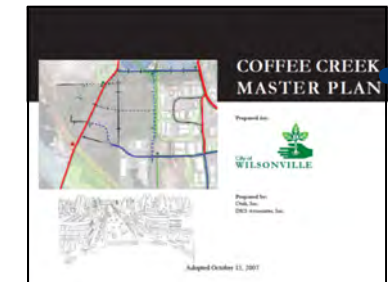 COFFEE CREEK
MASTER PLAN
Prepared for:
City of
WILSONVILLE
Prepared by:
Otak, Inc.
DKS Associates, Inc.
Adopted October 15, 2007